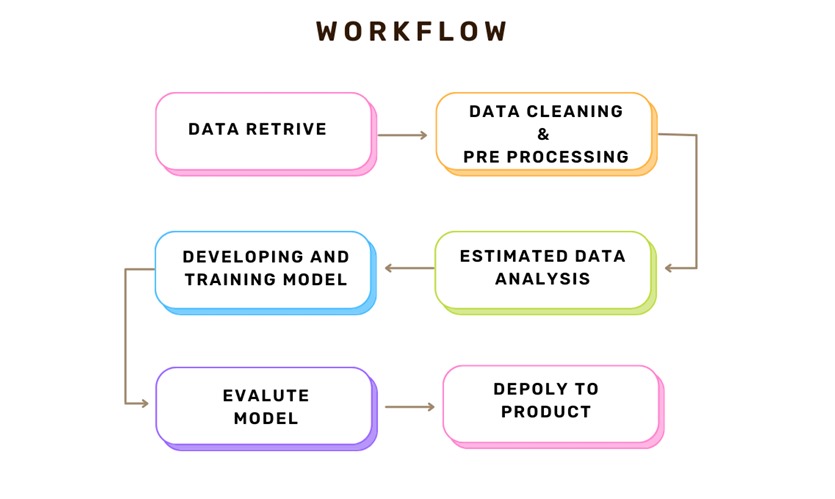 WORKFLOW
DATA RETRIVE
DATA CLEANING
&
PRE PROCESSING
ESTIMATED DATA
ANALYSIS
DEVELOPING AND
TRAINING MODEL
EVALUTE
MODEL
DEPOLY TO
PRODUCT